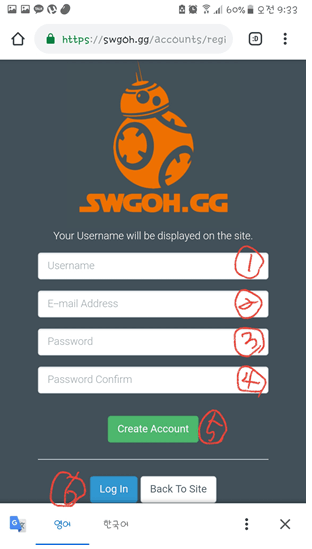 60% 오전 9:33
https://swgoh.gg/accounts/regi
:D
SWGOH.GG
Your Username will be displayed on the site.
Username 1
E-mail Address 2
Password 3
Password Confirm 4
Create Account 5
6 Log In Back To Site
영어 한국어